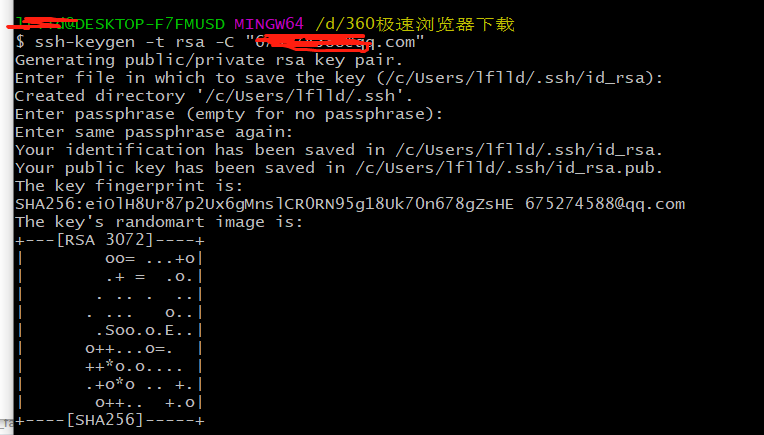 @DESKTOP-F7FMUSD MINGW64 /d/360极速浏览器下载
$ ssh-keygen -t rsa -C "qq.com"
Generating public/private rsa key pair.
Enter file in which to save the key (/c/Users/lflld/.ssh/id_rsa):
Created directory '/c/Users/lflld/.ssh'.
Enter passphrase (empty for no passphrase):
Enter same passphrase again:
Your identification has been saved in /c/Users/lflld/.ssh/id_rsa.
Your public key has been saved in /c/Users/lflld/.ssh/id_rsa.pub.
The key fingerprint is:
SHA256:eiOlH8Ur87p2Ux6gMnslCR0RN95g18Uk7On678gZsHE 675274588@qq.com
The key's randomart image is:
+---[RSA 3072]----+
|        oo= ...+o|
|        .+ =  .o.|
|       . .. .  ..|
|      . ...   o..|
|       .Soo.o.E..|
|      o++...o=.  |
|      ++*o.o.... |
|      .+o*o .. +.|
|       o++..  +.o|
+----[SHA256]-----+